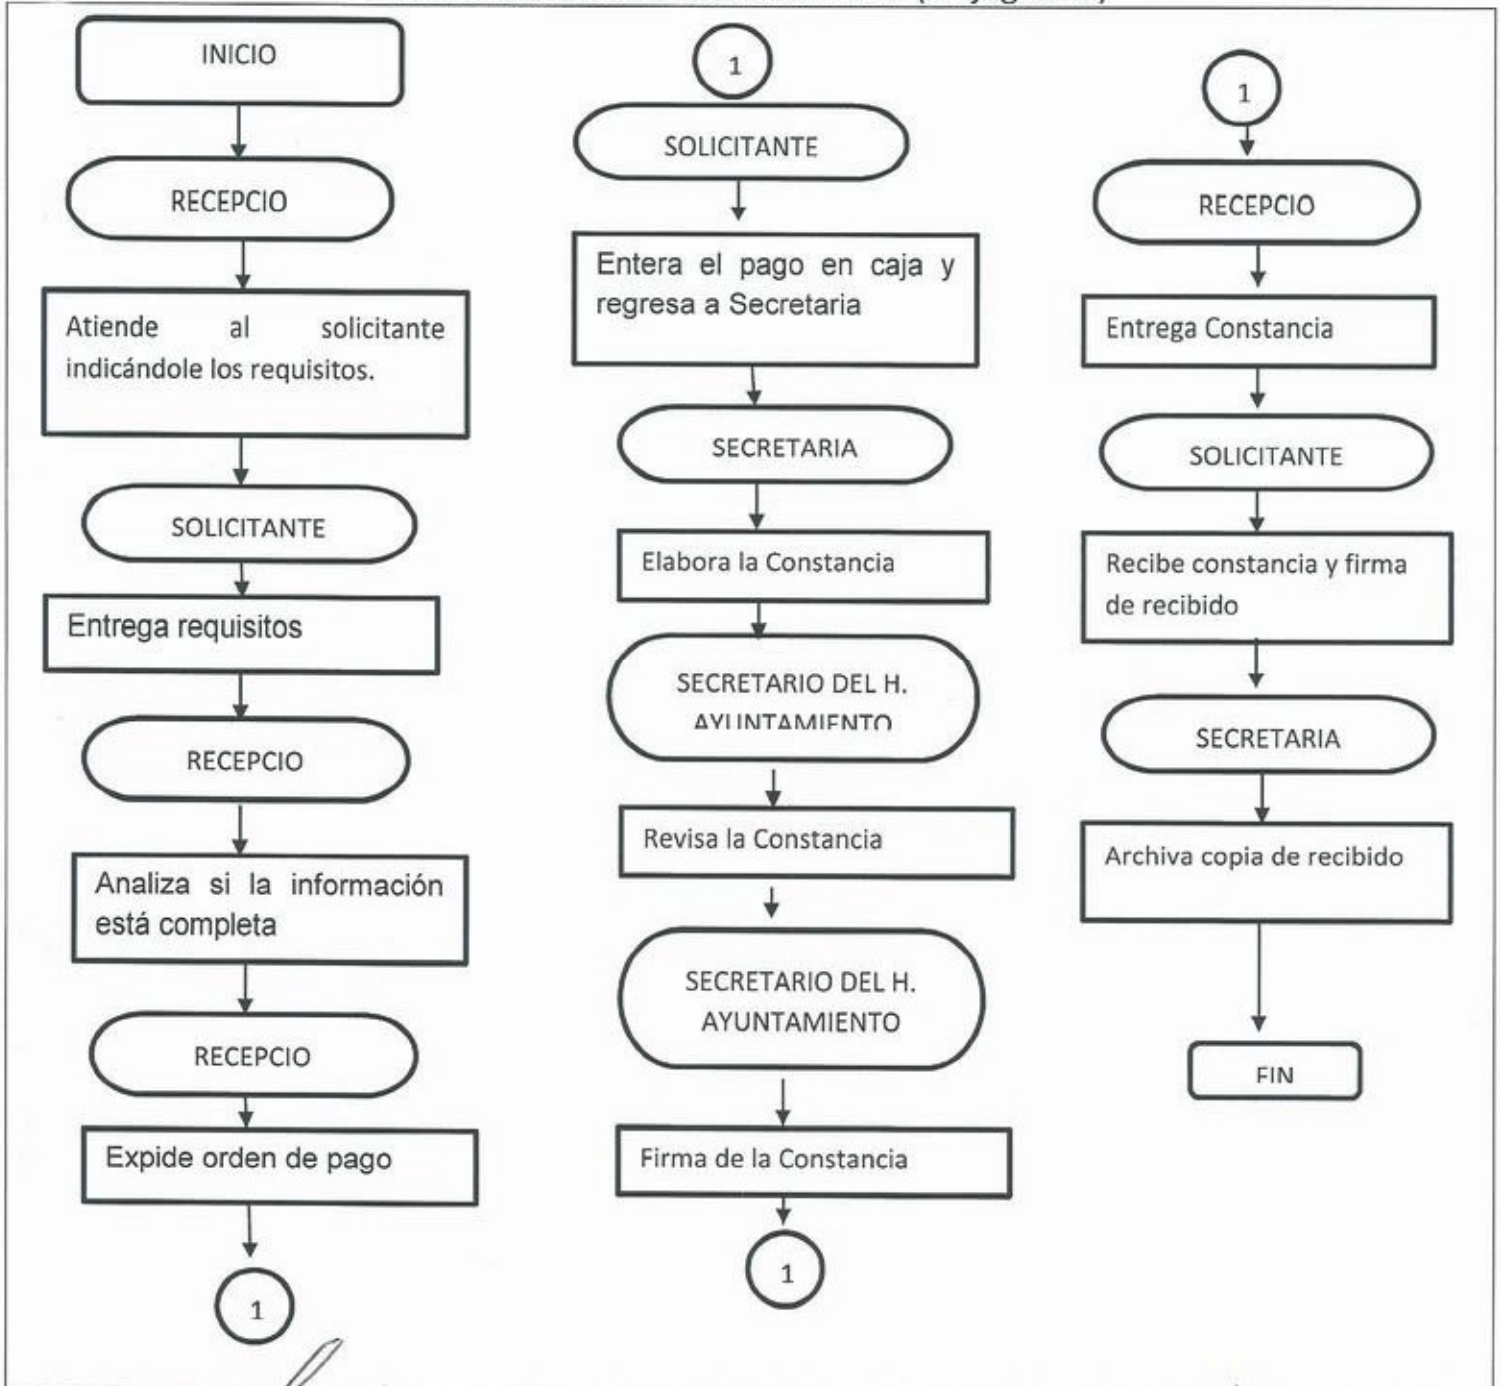 INICIO
RECEPCIO
Atiende al solicitante
indicándole los requisitos.
SOLICITANTE
Entrega requisitos
RECEPCIO
Analiza si la información
está completa
RECEPCIO
Expide orden de pago
1
1
SOLICITANTE
Entera el pago en caja y
regresa a Secretaria
SECRETARIA
Elabora la Constancia
SECRETARIO DEL H.
AYUNTAMIENTO
Revisa la Constancia
SECRETARIO DEL H.
AYUNTAMIENTO
Firma de la Constancia
1
1
RECEPCIO
Entrega Constancia
SOLICITANTE
Recibe constancia y firma
de recibido
SECRETARIA
Archiva copia de recibido
FIN